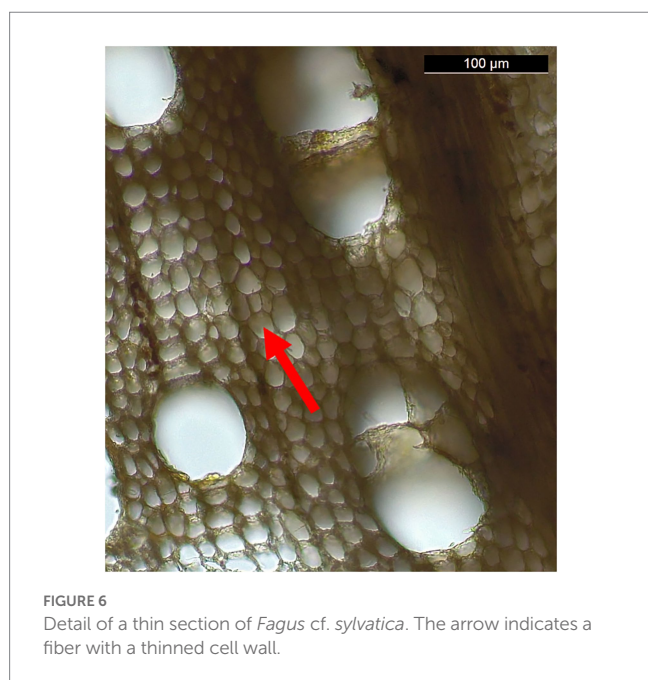 100 µm
FIGURE 6
Detail of a thin section of Fagus cf. sylvatica. The arrow indicates a
fiber with a thinned cell wall.